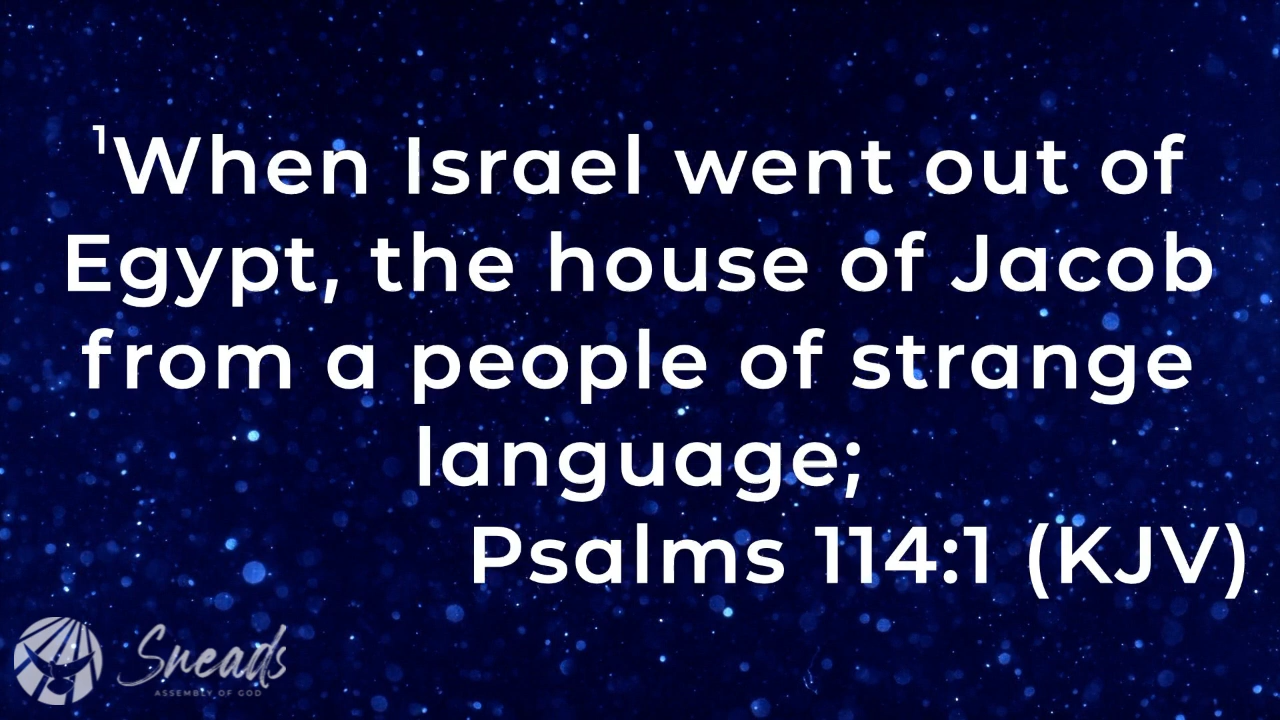 ¹When Israel went out of
Egypt, the house of Jacob
from a people of strange
language;
Psalms 114:1 (KJV)
Sneads
ASSEMBLY OF GOD